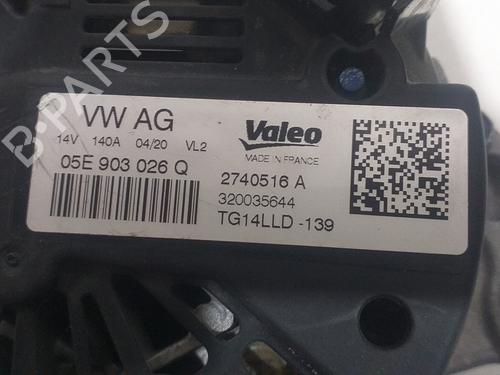 VW AG
14V 140A 04/20 VL2
05E 903 026 Q
Valeo
MADE IN FRANCE
2740516 A
320035644
TG14LLD -139
B-PARTS